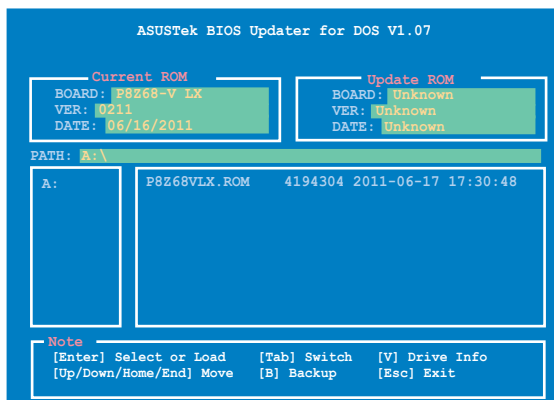 ASUSTek BIOS Updater for DOS V1.07
Current ROM
BOARD: P8Z68-V LX
VER: 0211
DATE: 06/16/2011
Update ROM
BOARD: Unknown
VER: Unknown
DATE: Unknown
PATH: A:\
A:
P8Z68VLX.ROM 4194304 2011-06-17 17:30:48
Note
[Enter] Select or Load [Tab] Switch [V] Drive Info
[Up/Down/Home/End] Move [B] Backup [Esc] Exit